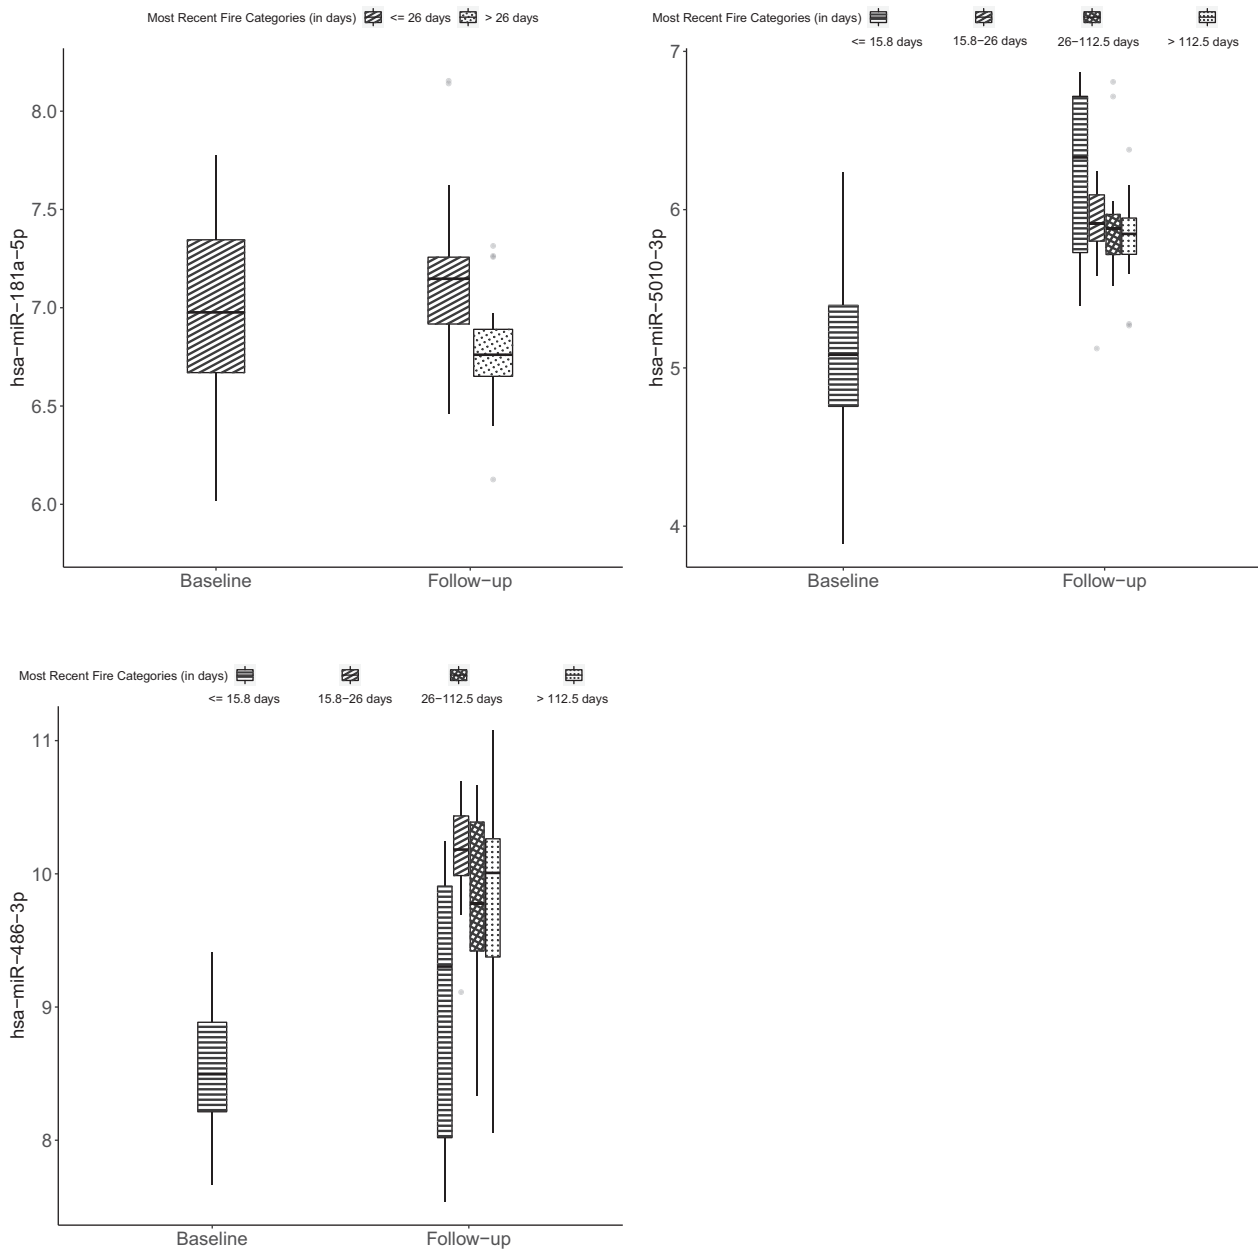 Most Recent Fire Categories (in days) <= 26 days > 26 days
hsa−miR−181a−5p
8.0
7.5
7.0
6.5
6.0
Baseline Follow−up
Most Recent Fire Categories (in days)
<= 15.8 days 15.8−26 days 26−112.5 days > 112.5 days
hsa−miR−5010−3p
7
6
5
4
Baseline Follow−up
Most Recent Fire Categories (in days)
<= 15.8 days 15.8−26 days 26−112.5 days > 112.5 days
hsa−miR−486−3p
11
10
9
8
Baseline Follow−up